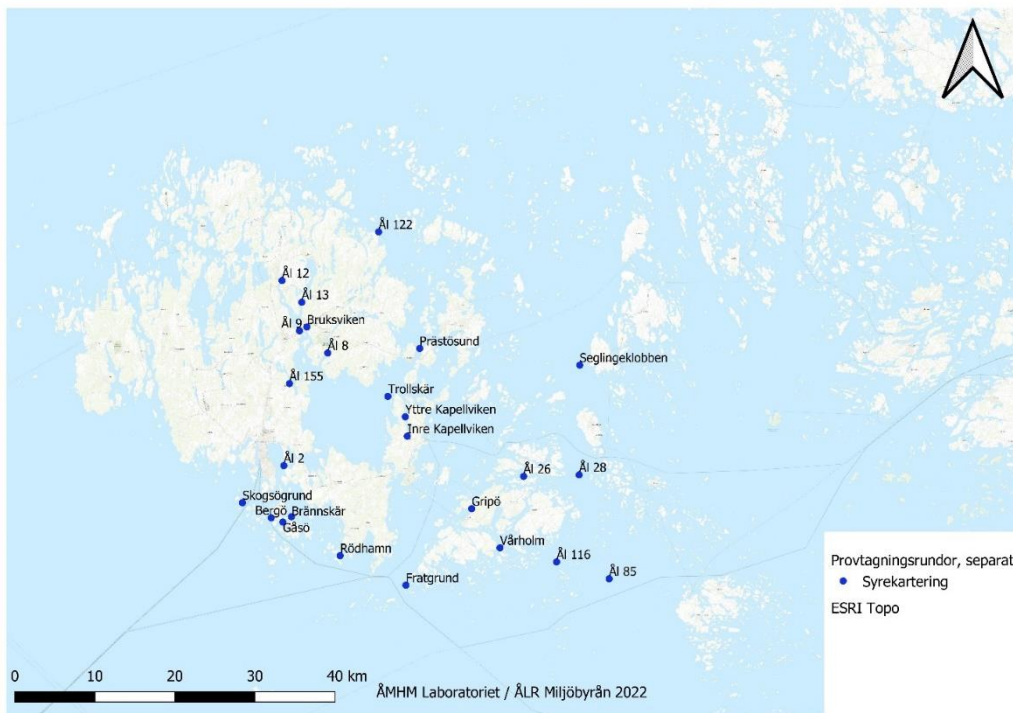 Ål 122
Ål 12
Ål 13
Ål 9
Bruksviken
Ål 8
Prästösund
Seglingeklobben
Ål 155
Trollskär
Yttre Kapellviken
Inre Kapellviken
Ål 2
Ål 26
Ål 28
Skogsögrund
Gripö
Bergö
Brännskär
Gåsö
Vårholm
Rödhamn
Ål 116
Ål 85
Fratgrund
Provtagningsrundor, separat
Syrekartering
ESRI Topo
0 10 20 30 40 km
ÅMHM Laboratoriet / ÅLR Miljöbyrån 2022